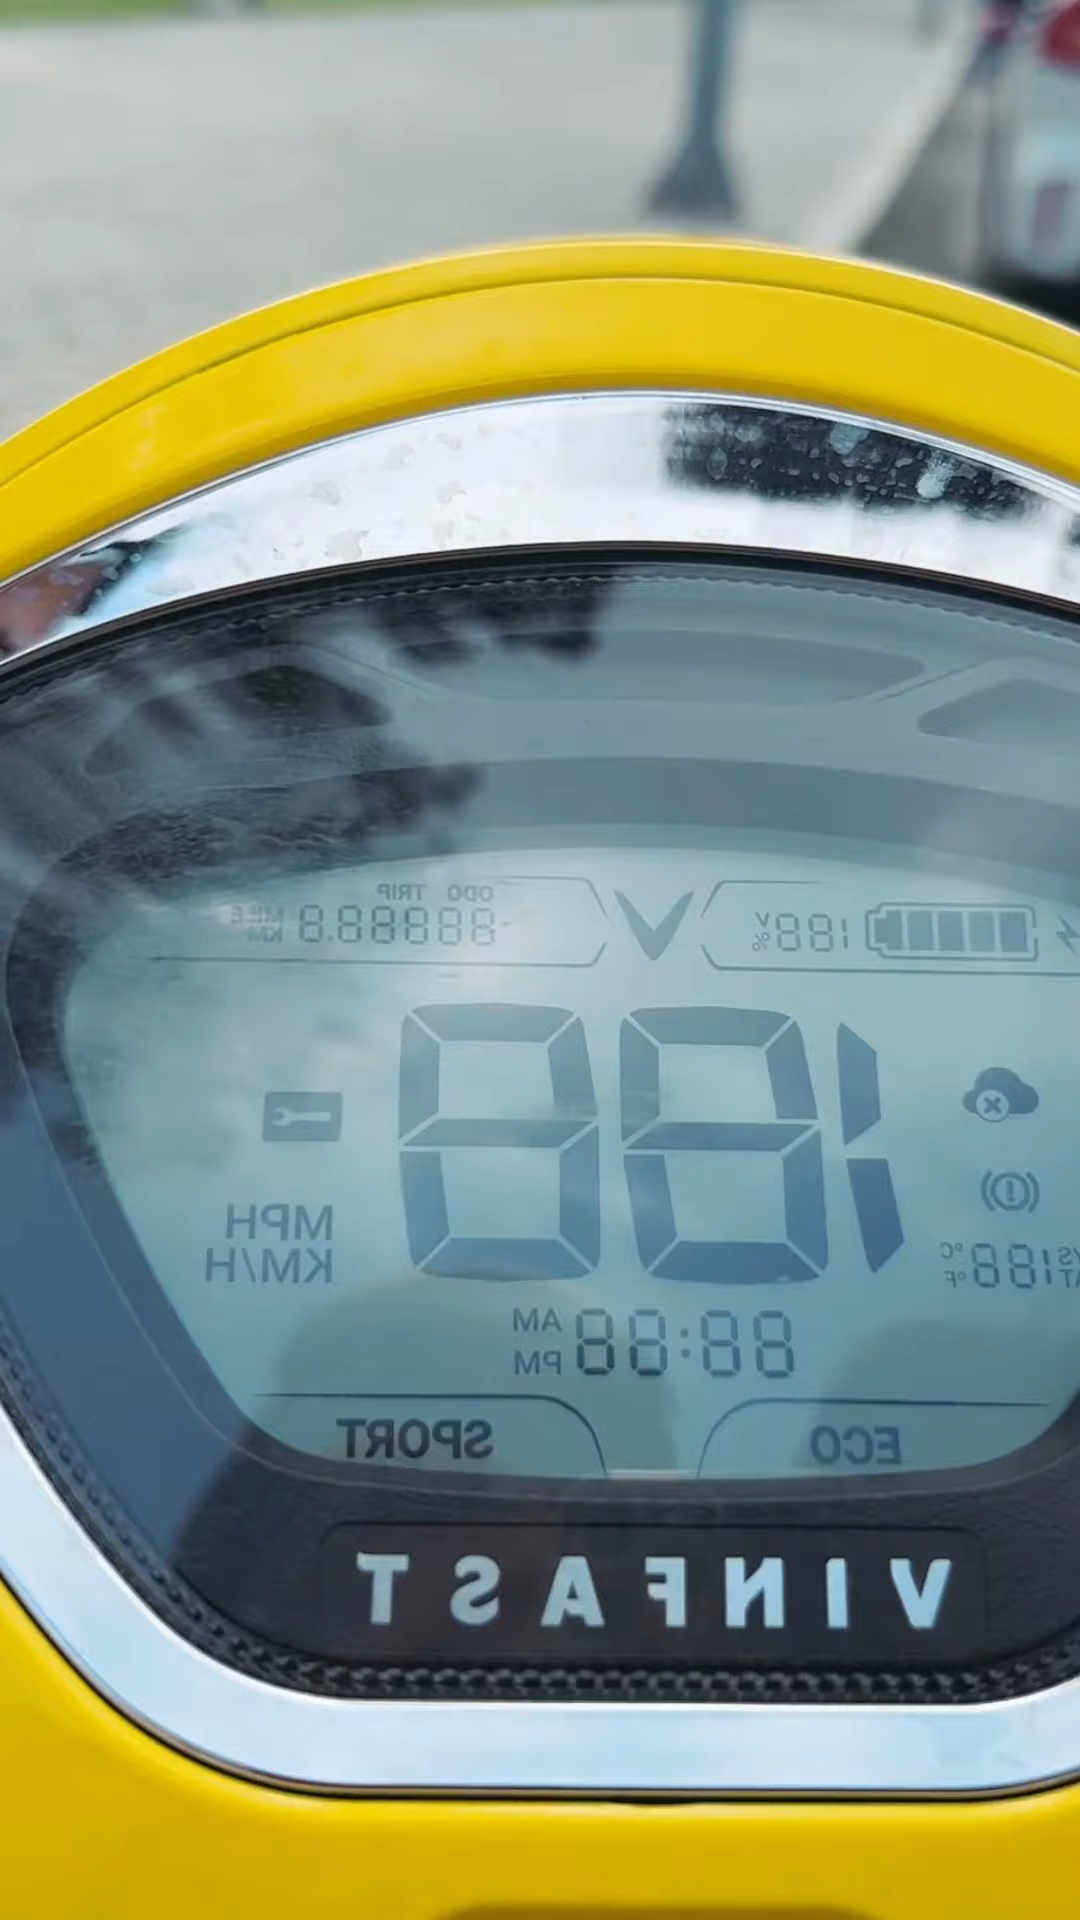 ODO TRIP
188 V %
88888.8 MILE KM
188
MPH
KM/H
188 °C °F
88:88 AM PM
ECO SPORT
VINFAST